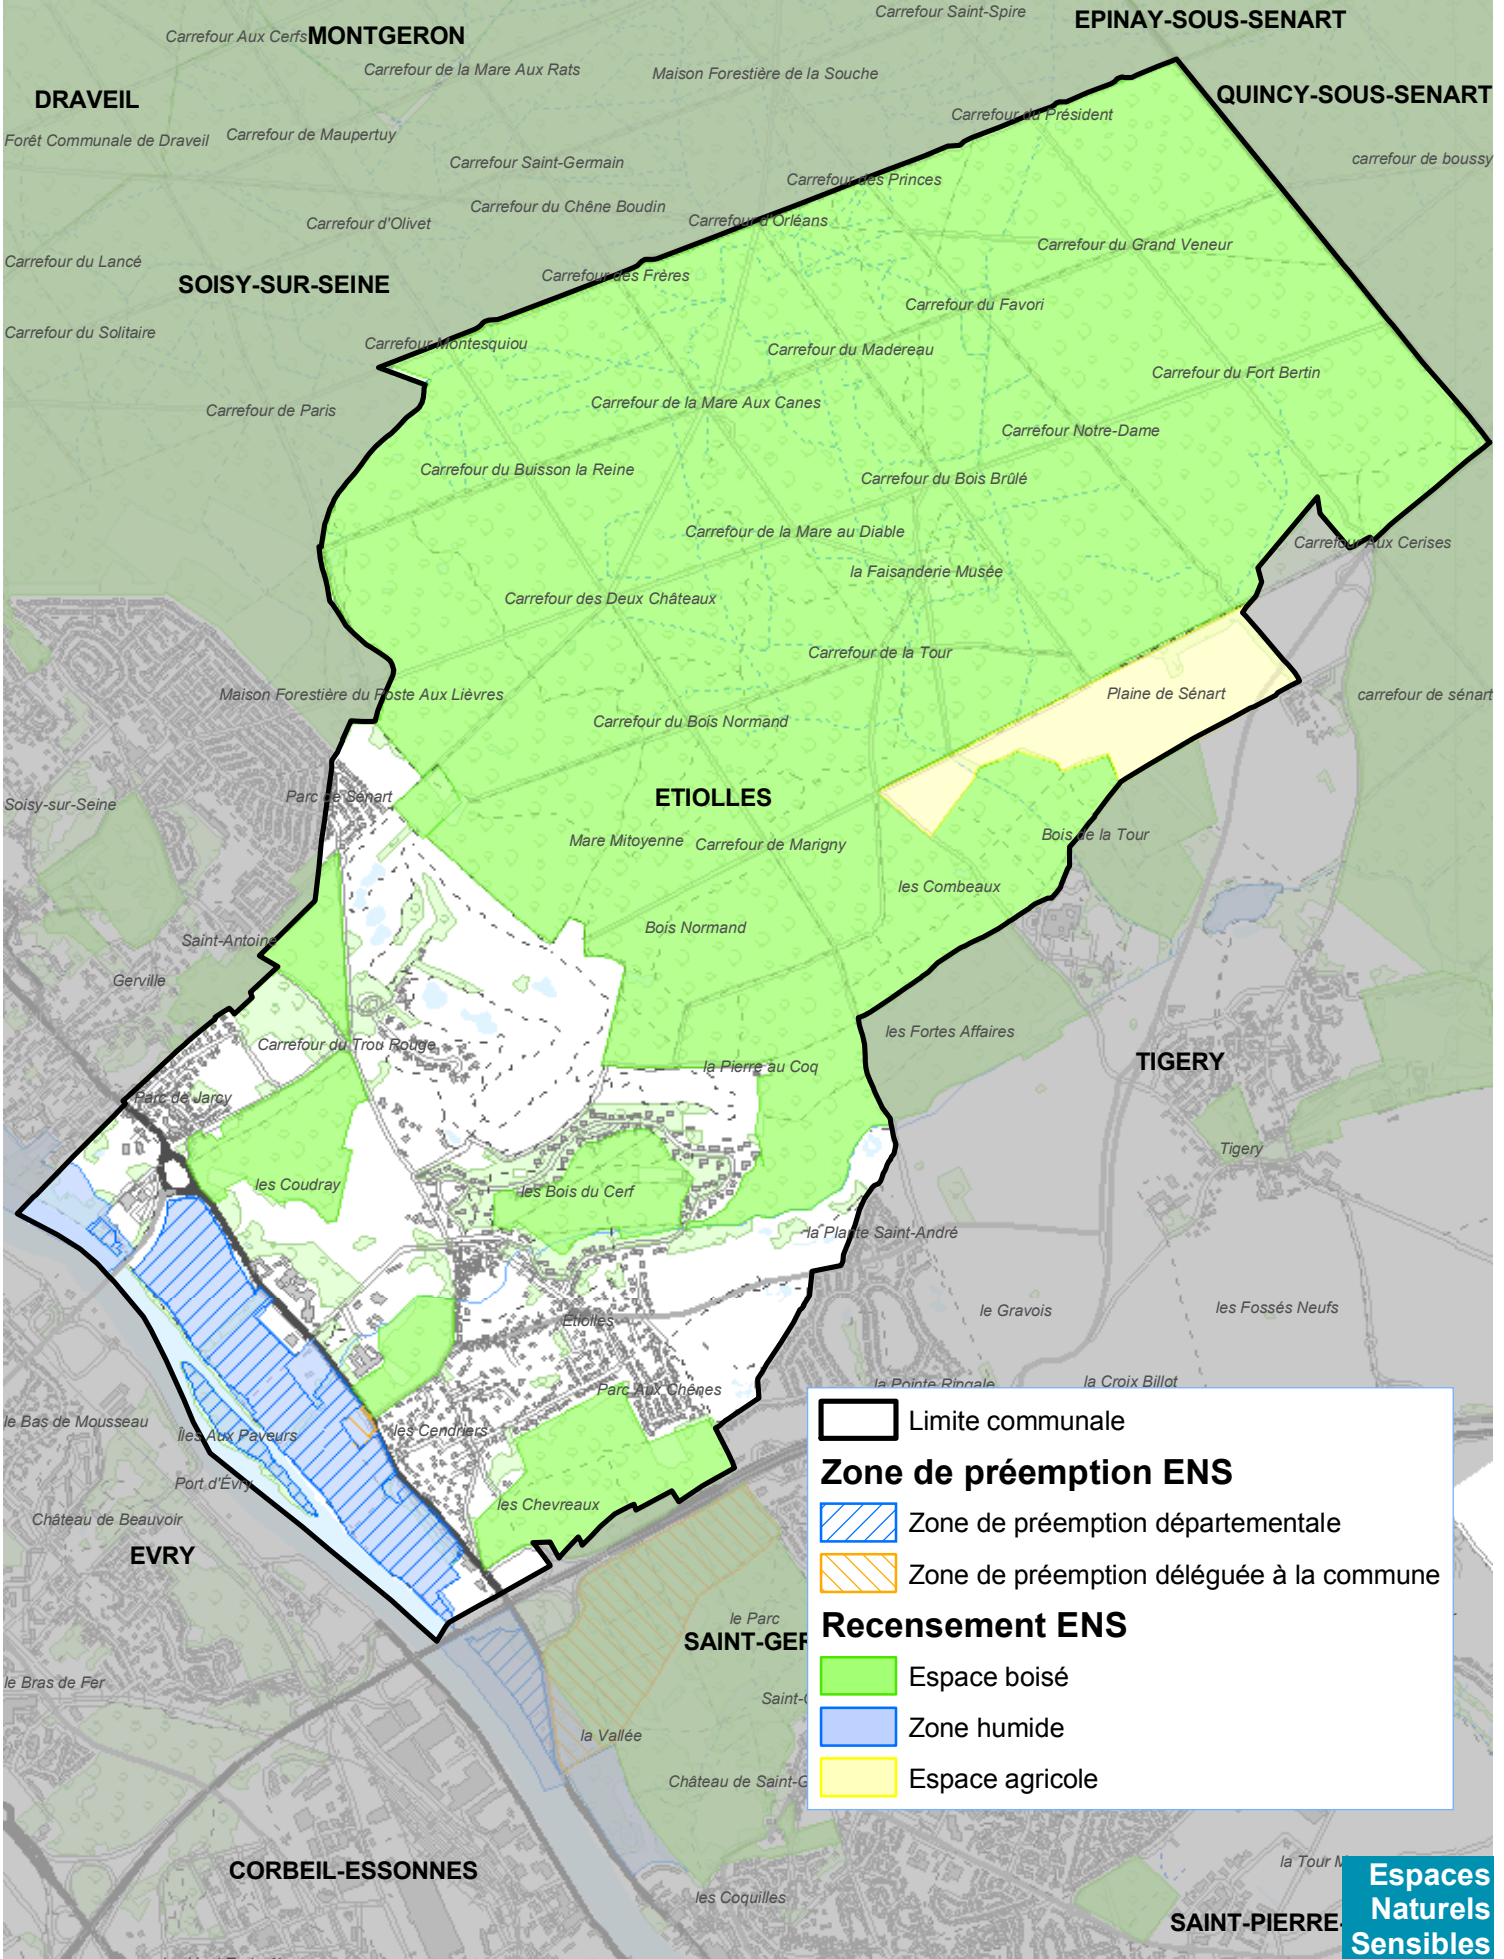 Carrefour Saint-Spire
EPINAY-SOUS-SENART
Carrefour Aux Cerfs
MONTGERON
Carrefour de la Mare Aux Rats
Maison Forestière de la Souche
DRAVEIL
QUINCY-SOUS-SENART
Carrefour du Président
Forêt Communale de Draveil
Carrefour de Maupertuy
Carrefour Saint-Germain
carrefour de boussy
Carrefour des Princes
Carrefour du Chêne Boudin
Carrefour d'Olivet
Carrefour d'Orléans
Carrefour du Grand Veneur
Carrefour du Lancé
SOISY-SUR-SEINE
Carrefour des Frères
Carrefour du Favori
Carrefour du Solitaire
Carrefour Montesquiou
Carrefour du Madereau
Carrefour du Fort Bertin
Carrefour de Paris
Carrefour de la Mare Aux Canes
Carrefour Notre-Dame
Carrefour du Buisson la Reine
Carrefour du Bois Brûlé
Carrefour de la Mare au Diable
Carrefour Aux Cerises
la Faisanderie Musée
Carrefour des Deux Châteaux
Carrefour de la Tour
Maison Forestière du Poste Aux Lièvres
Plaine de Sénart
carrefour de sénart
Carrefour du Bois Normand
Soisy-sur-Seine
Parc de Sénart
ETIOLLES
Mare Mitoyenne
Carrefour de Marigny
Bois de la Tour
les Combeaux
Bois Normand
Saint-Antoine
Gerville
les Fortes Affaires
Carrefour du Trou Rouge
TIGERY
la Pierre au Coq
Parc de Jarcy
Tigery
les Coudray
les Bois du Cerf
la Plante Saint-André
le Gravois
les Fossés Neufs
Étiolles
la Pointe Ringale
la Croix Billot
Parc Aux Chênes
le Bas de Mousseau
Îles Aux Paveurs
les Cendriers
Limite communale
Zone de préemption ENS
Port d'Évry
les Chevreaux
Château de Beauvoir
Zone de préemption départementale
EVRY
Zone de préemption déléguée à la commune
le Parc
SAINT-GER
Recensement ENS
le Bras de Fer
Espace boisé
Saint-
la Vallée
Zone humide
Château de Saint-G
Espace agricole
CORBEIL-ESSONNES
la Tour M
les Coquilles
SAINT-PIERRE-
Espaces
Naturels
Sensibles